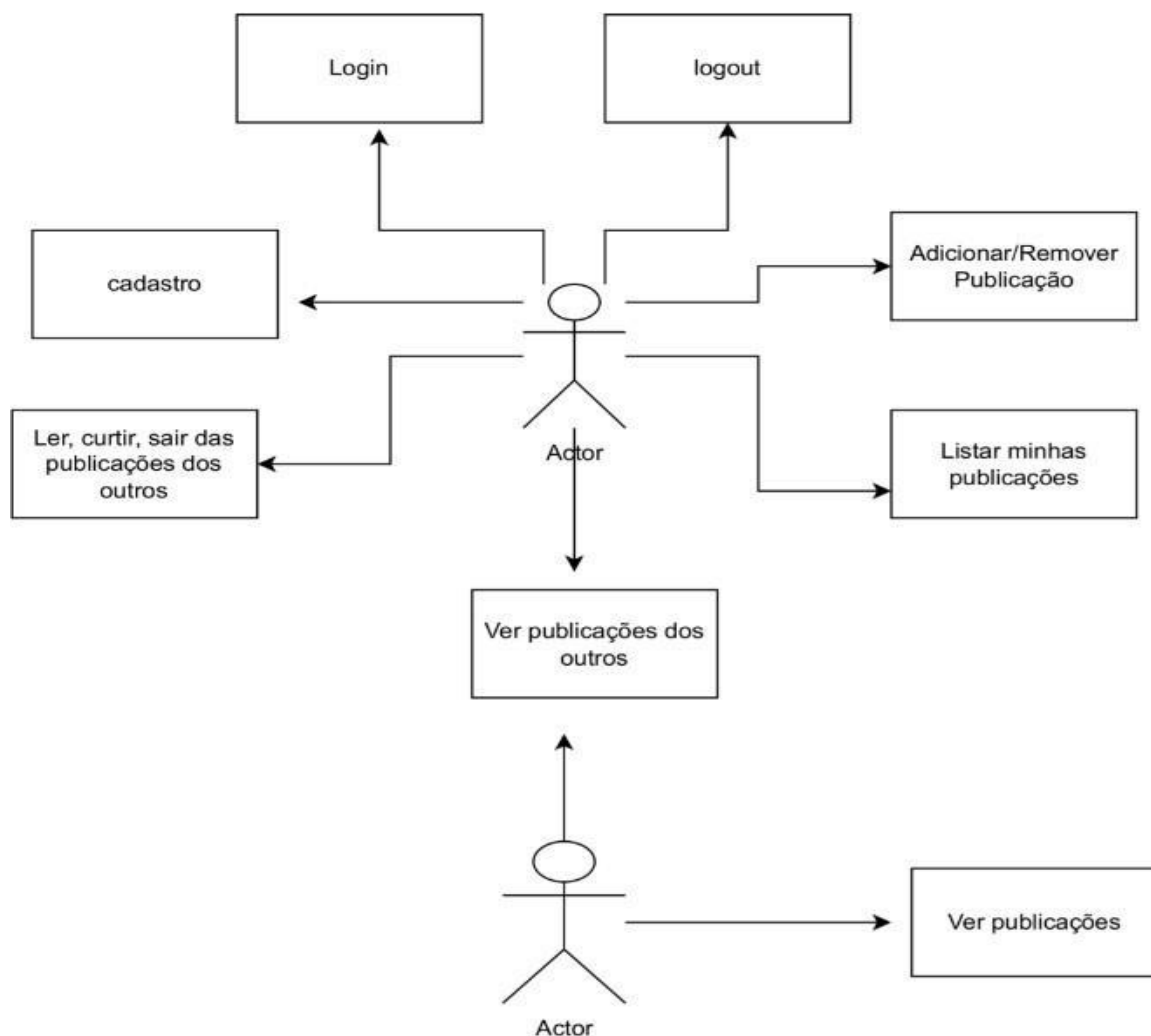 Login
logout
cadastro
Adicionar/Remover
Publicação
Actor
Ler, curtir, sair das
publicações dos
outros
Listar minhas
publicações
Ver publicações dos
outros
Ver publicações
Actor